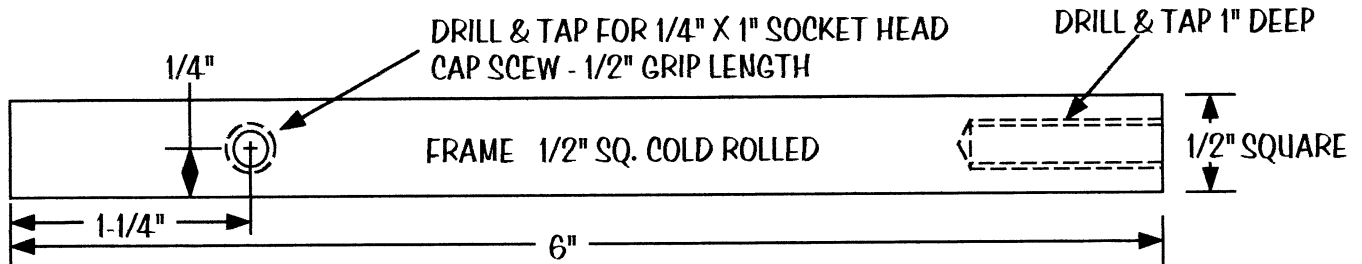 DRILL & TAP FOR 1/4" X 1" SOCKET HEAD
CAP SCEW - 1/2" GRIP LENGTH
DRILL & TAP 1" DEEP
1/4"
FRAME 1/2" SQ. COLD ROLLED
1/2" SQUARE
1-1/4"
6"